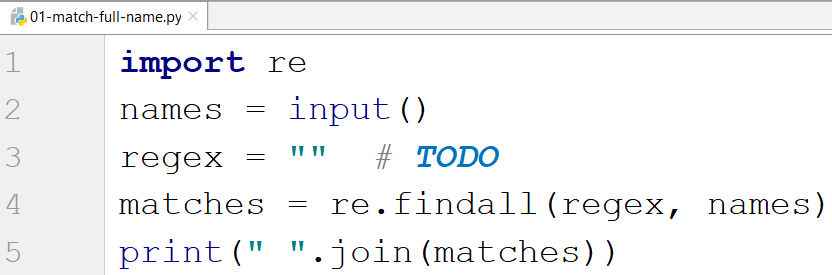 01-match-full-name.py ×
1 import re
2 names = input()
3 regex = "" # TODO
4 matches = re.findall(regex, names)
5 print(" ".join(matches))